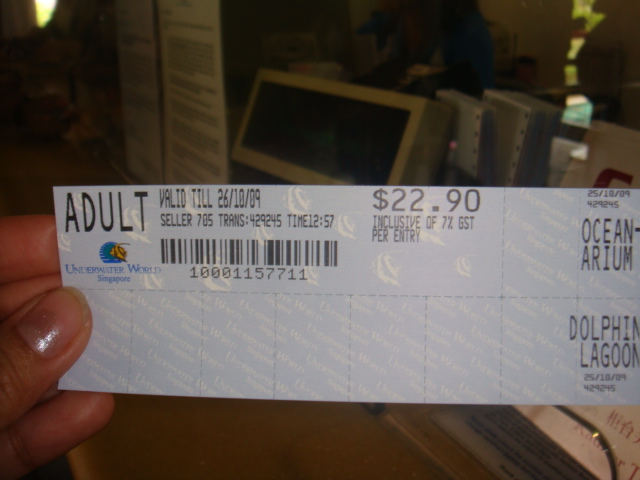 ADULT
VALID TILL 26/10/09
SELLER 705 TRANS:429245 TIME12:57
$22.90
INCLUSIVE OF 7% GST
PER ENTRY
UNDERWATER WORLD
Singapore
10001157711
25/10/09
429245
OCEAN-
ARIUM
DOLPHIN
LAGOON
25/10/09
429245